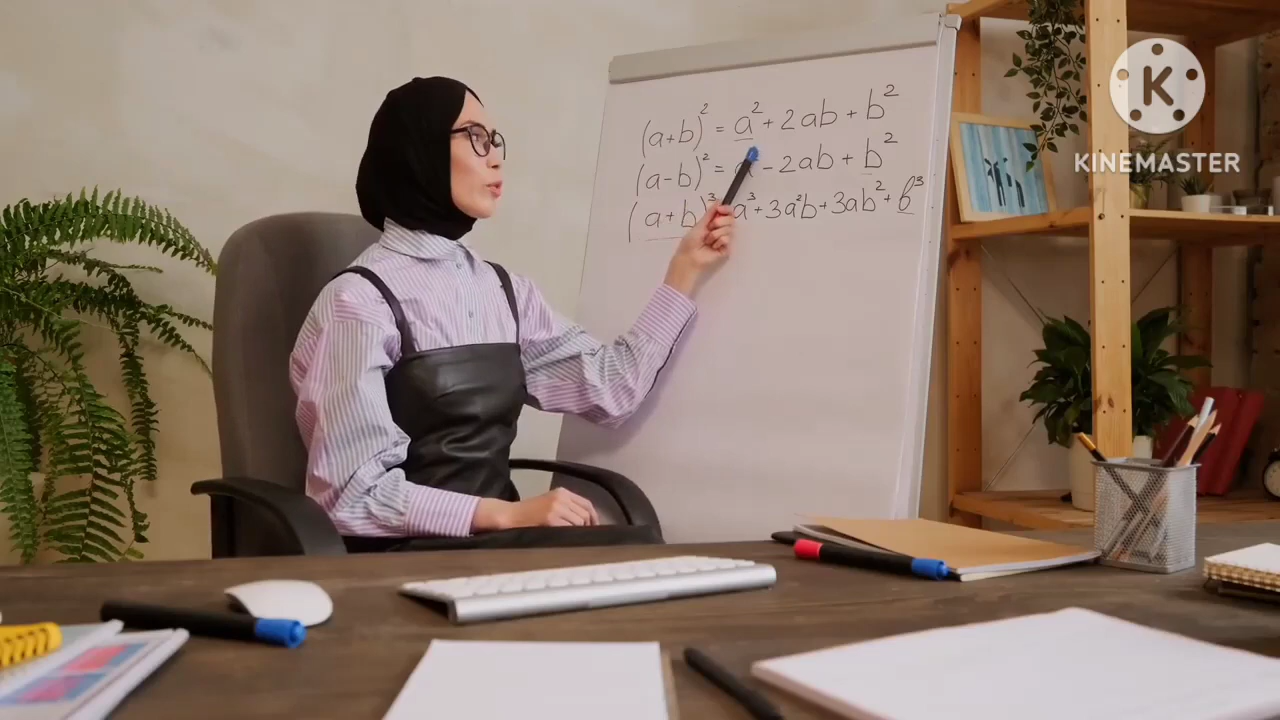 (a+b)² = a² + 2ab + b²
(a-b)² = a² - 2ab + b²
(a+b)³ = a³ + 3a²b + 3ab² + b³
KINEMASTER